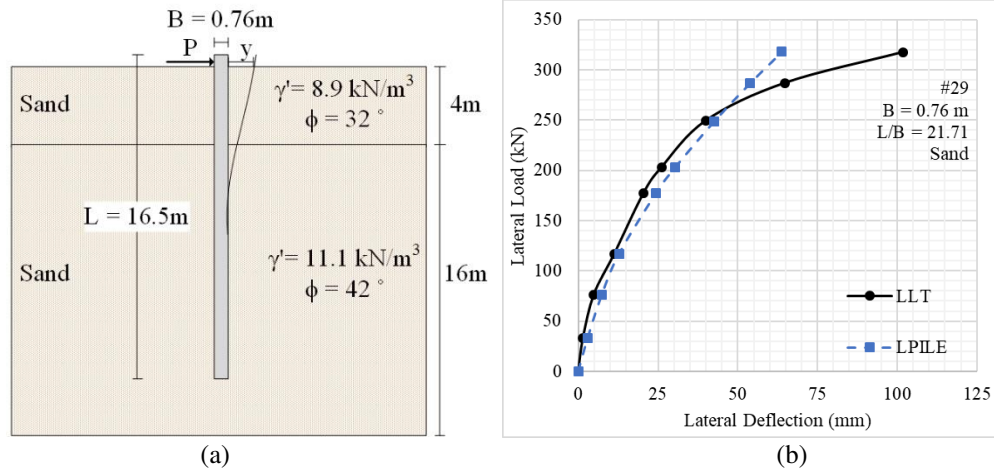 B = 0.76m
P
y
Sand
γ'= 8.9 kN/m³
ϕ = 32 °
4m
L = 16.5m
Sand
γ'= 11.1 kN/m³
ϕ = 42 °
16m
(a)
350
300
250
200
150
100
50
0
Lateral Load (kN)
#29
B = 0.76 m
L/B = 21.71
Sand
LLT
LPILE
0 25 50 75 100 125
Lateral Deflection (mm)
(b)